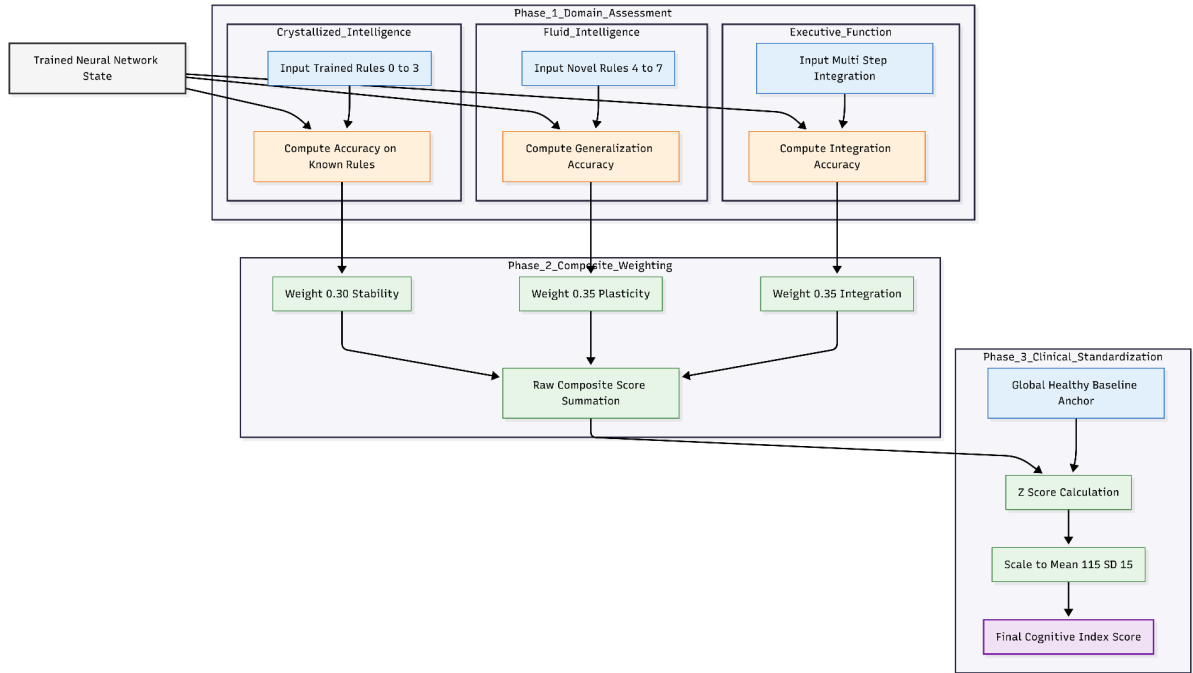 Phase_1_Domain_Assessment
Crystallized_Intelligence
Fluid_Intelligence
Executive_Function
Trained Neural Network
State
Input Trained Rules 0 to 3
Input Novel Rules 4 to 7
Input Multi Step
Integration
Compute Accuracy on
Known Rules
Compute Generalization
Accuracy
Compute Integration
Accuracy
Phase_2_Composite_Weighting
Weight 0.30 Stability
Weight 0.35 Plasticity
Weight 0.35 Integration
Raw Composite Score
Summation
Phase_3_Clinical_Standardization
Global Healthy Baseline
Anchor
Z Score Calculation
Scale to Mean 115 SD 15
Final Cognitive Index Score